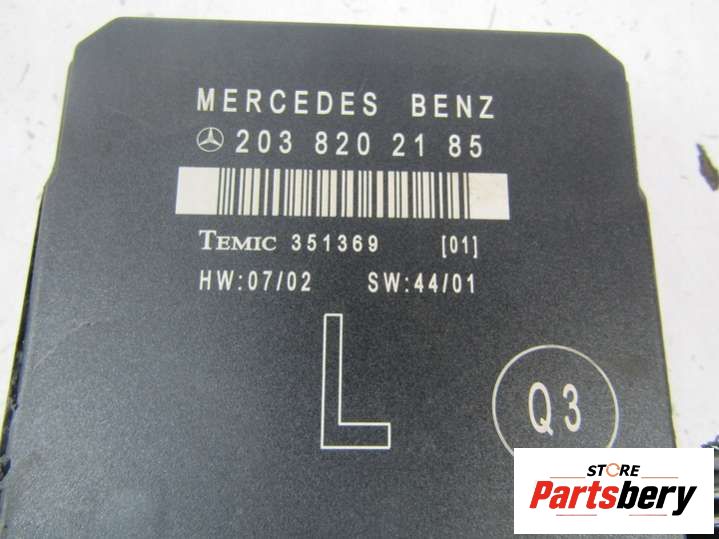 MERCEDES BENZ
203 820 21 85
TEMIC 351369 [01]
HW:07/02 SW:44/01
L
Q3
STORE
Partsbery